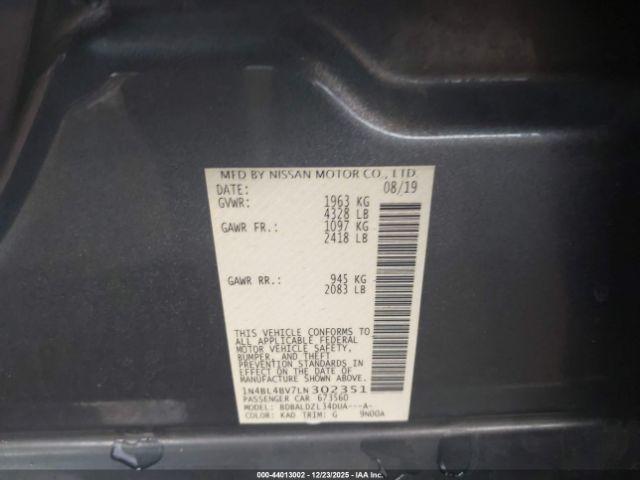 MFD BY NISSAN MOTOR CO., LTD.
DATE: 08/19
GVWR: 1963 KG
4328 LB
GAWR FR.: 1097 KG
2418 LB
GAWR RR.: 945 KG
2083 LB
THIS VEHICLE CONFORMS TO
ALL APPLICABLE FEDERAL
MOTOR VEHICLE SAFETY,
BUMPER, AND THEFT
PREVENTION STANDARDS
IN EFFECT ON THE DATE OF
MANUFACTURE SHOWN ABOVE.
1N4BL4BV7LN302351
PASSENGER CAR 673560
MODEL: BDBALDZL34DUA---A-
COLOR: KAD TRIM: G 9N00A
000-44013002 - 12/23/2025 - IAA Inc.